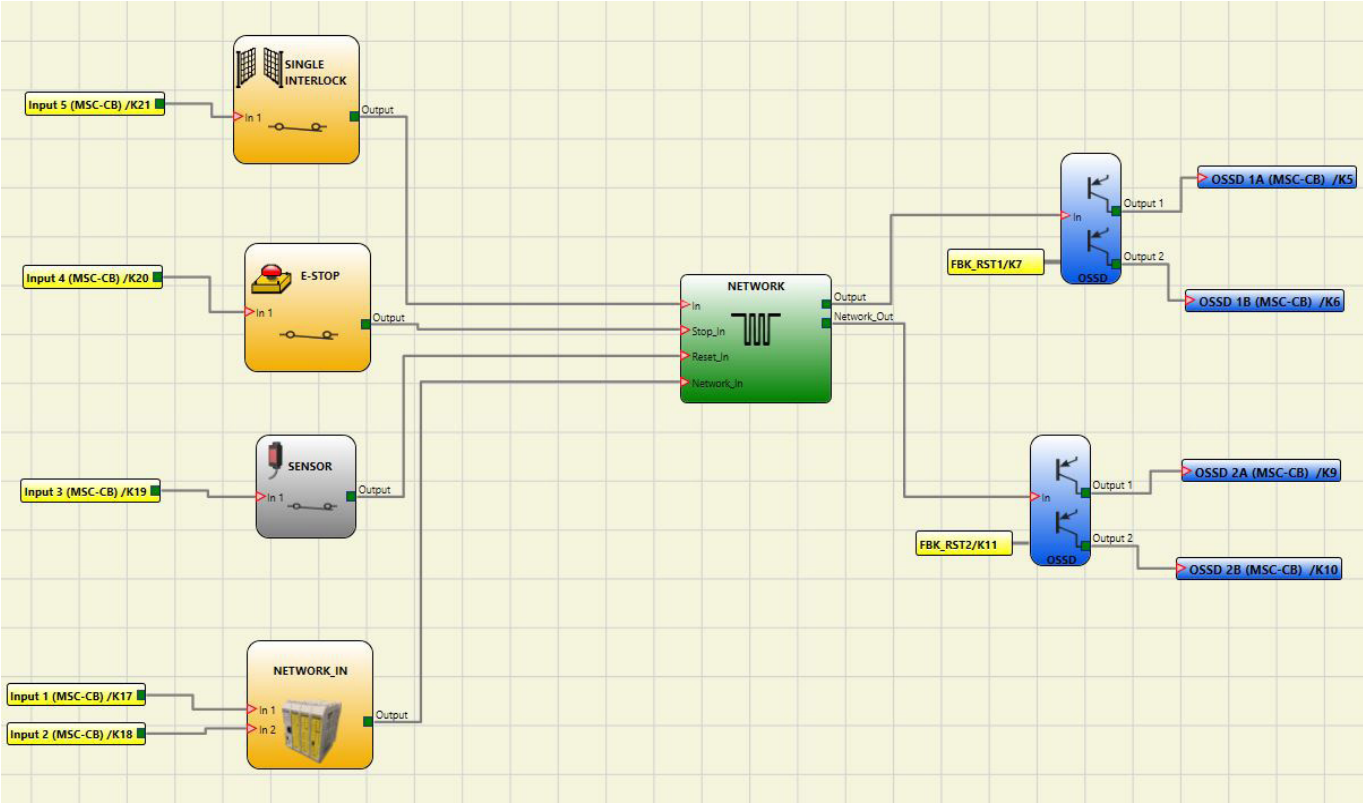 SINGLE
INTERLOCK
Input 5 (MSC-CB) /K21
In 1
Output
E-STOP
Input 4 (MSC-CB) /K20
In 1
Output
SENSOR
Input 3 (MSC-CB) /K19
In 1
Output
NETWORK_IN
Input 1 (MSC-CB) /K17
In 1
Input 2 (MSC-CB) /K18
In 2
Output
NETWORK
In
Stop_In
Reset_In
Network_In
Output
Network_Out
In
OSSD
FBK_RST1/K7
Output 1
OSSD 1A (MSC-CB) /K5
Output 2
OSSD 1B (MSC-CB) /K6
In
OSSD
FBK_RST2/K11
Output 1
OSSD 2A (MSC-CB) /K9
Output 2
OSSD 2B (MSC-CB) /K10